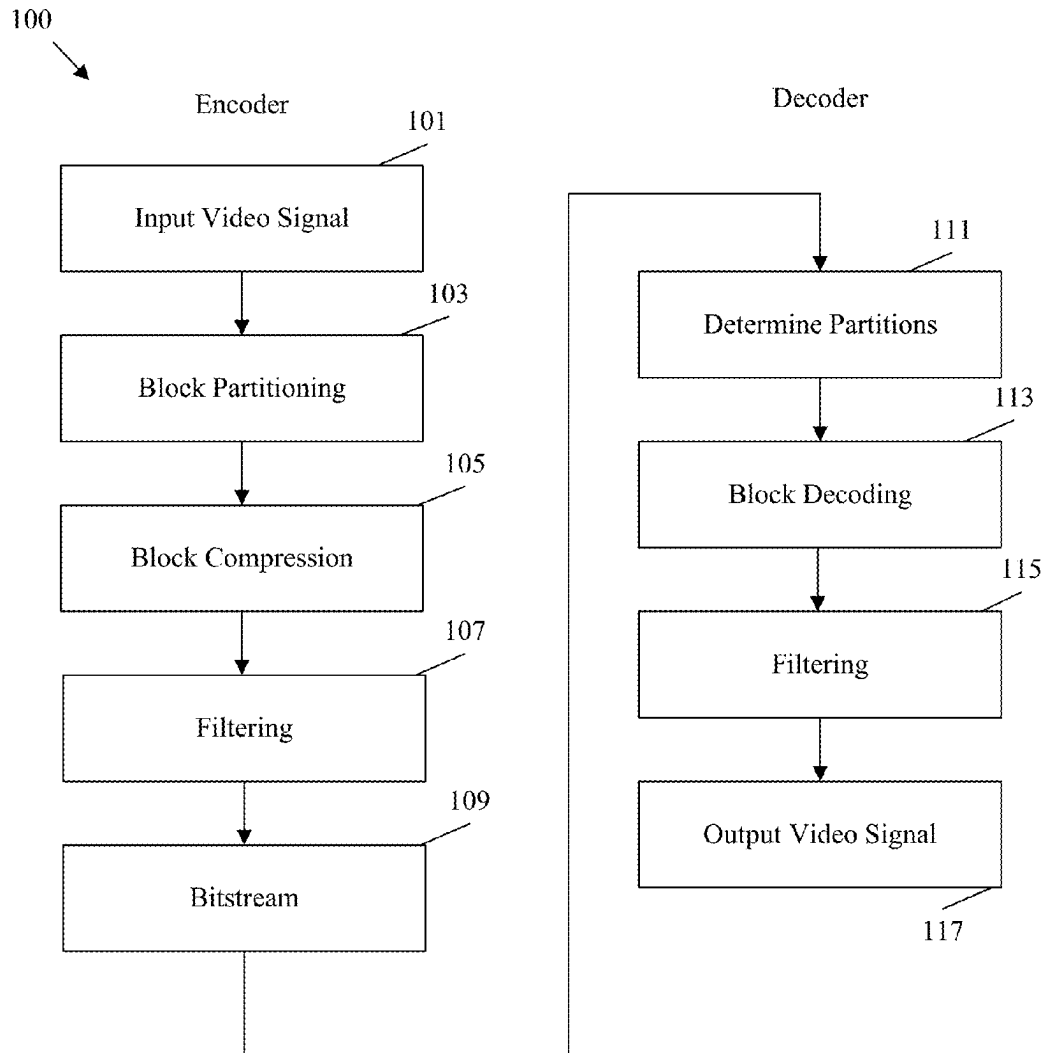 100
Encoder
101
Input Video Signal
103
Block Partitioning
105
Block Compression
107
Filtering
109
Bitstream
Decoder
111
Determine Partitions
113
Block Decoding
115
Filtering
Output Video Signal
117